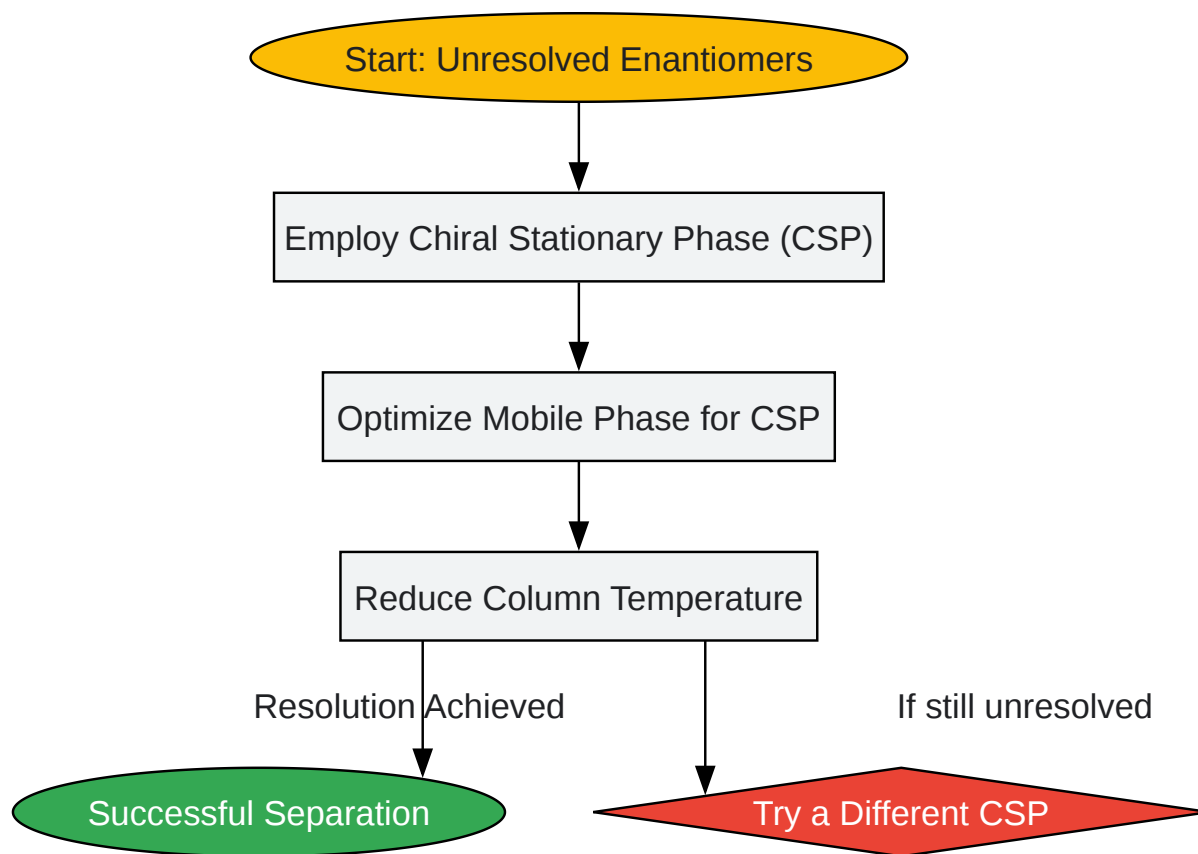 Start: Unresolved Enantiomers
Employ Chiral Stationary Phase (CSP)
Optimize Mobile Phase for CSP
Reduce Column Temperature
Resolution Achieved
If still unresolved
Successful Separation
Try a Different CSP